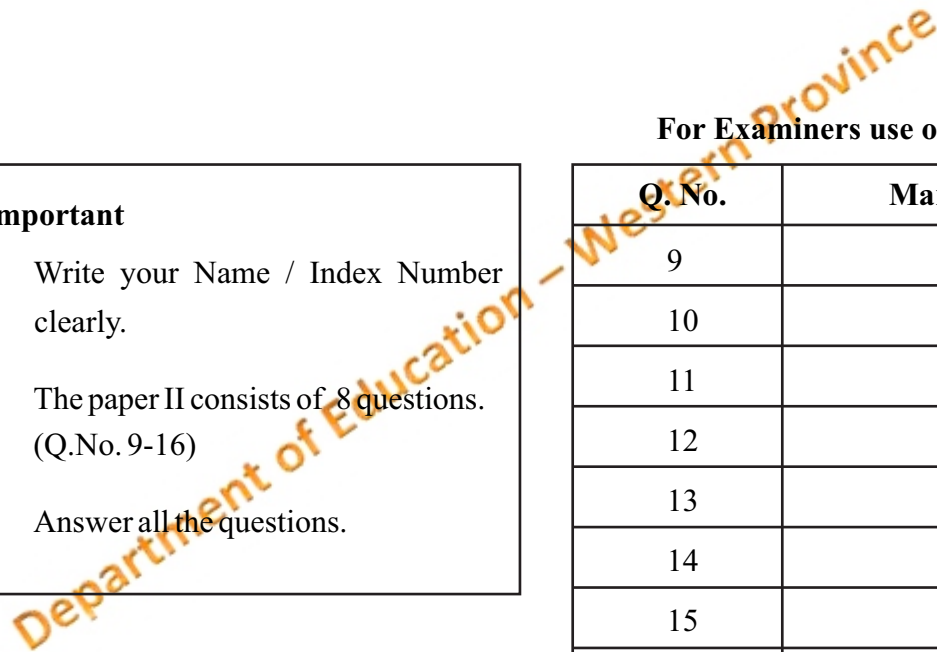 For Examiners use o
mportant
Write your Name / Index Number
clearly.
The paper II consists of 8 questions.
(Q.No. 9-16)
Answer all the questions.
Q. No. Ma
9
10
11
12
13
14
15
Department of Education – Western Province